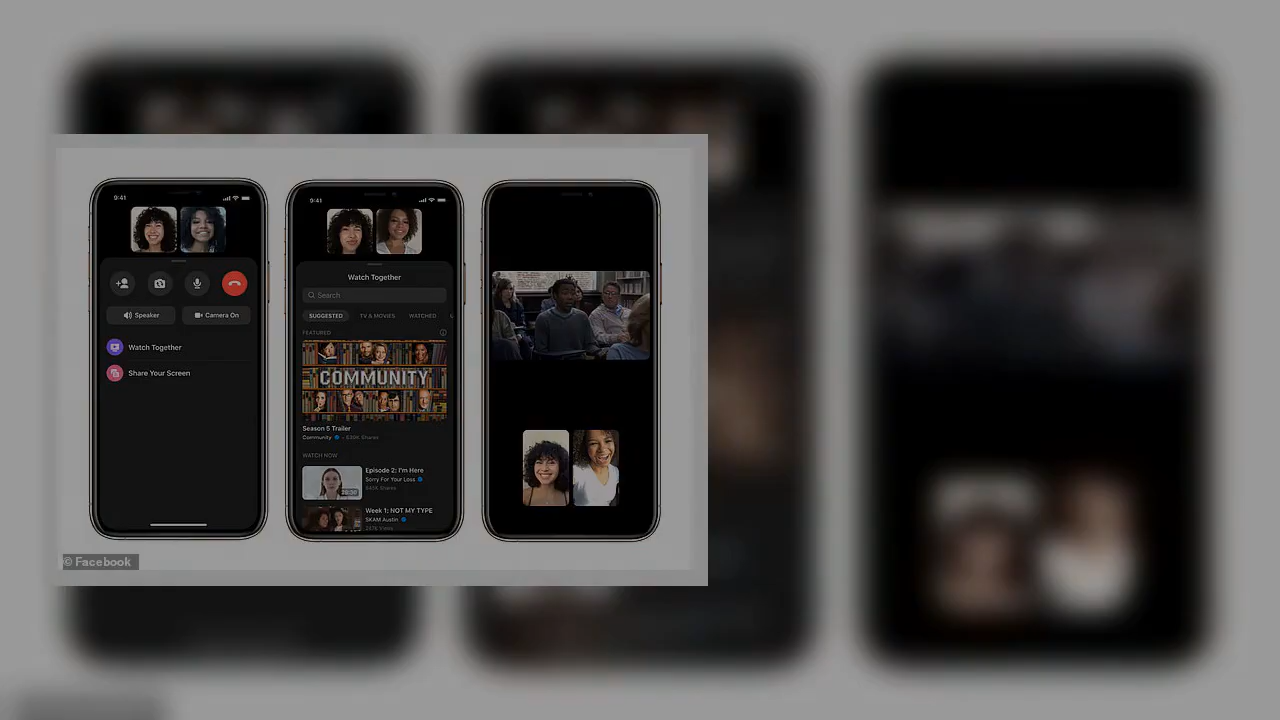 9:41
Speaker
Camera On
Watch Together
Share Your Screen
9:41
Watch Together
Search
SUGGESTED TV & MOVIES WATCHED
FEATURED
COMMUNITY
Season 5 Trailer
Community
WATCH NOW
Episode 2: I'm Here
Sorry For Your Loss
Week 1: NOT MY TYPE
SKAM Austin
© Facebook